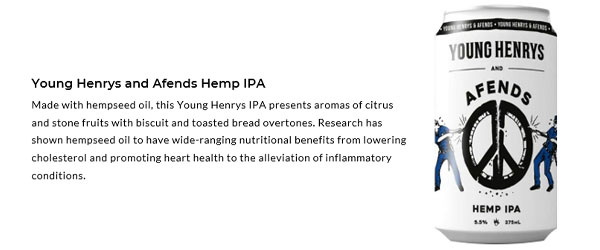 Young Henrys and Afends Hemp IPA
Made with hempseed oil, this Young Henrys IPA presents aromas of citrus
and stone fruits with biscuit and toasted bread overtones. Research has
shown hempseed oil to have wide-ranging nutritional benefits from lowering
cholesterol and promoting heart health to the alleviation of inflammatory
conditions.
YOUNG HENRYS & AFENDS • YOUNG HENRYS & AFENDS
YOUNG HENRYS
AND
AFENDS
HEMP IPA
5.5% 375mL